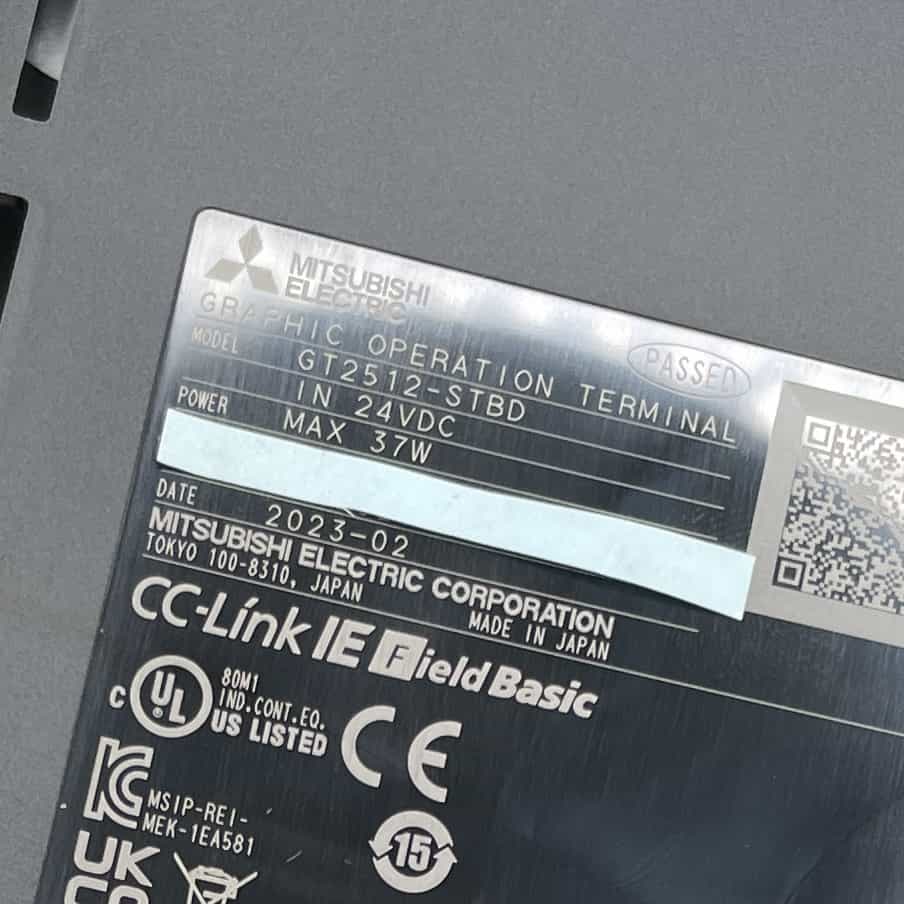 MITSUBISHI
ELECTRIC
GRAPHIC OPERATION TERMINAL
PASSED
MODEL GT2512-STBD
IN 24VDC
POWER MAX 37W
DATE 2023-02
MITSUBISHI ELECTRIC CORPORATION
TOKYO 100-8310, JAPAN MADE IN JAPAN
CC-Link IE Field Basic
C UL US LISTED
80M1
IND.CONT.EQ.
CE
KC
MSIP-REI-
MEK-1EA581
15
UK
CA